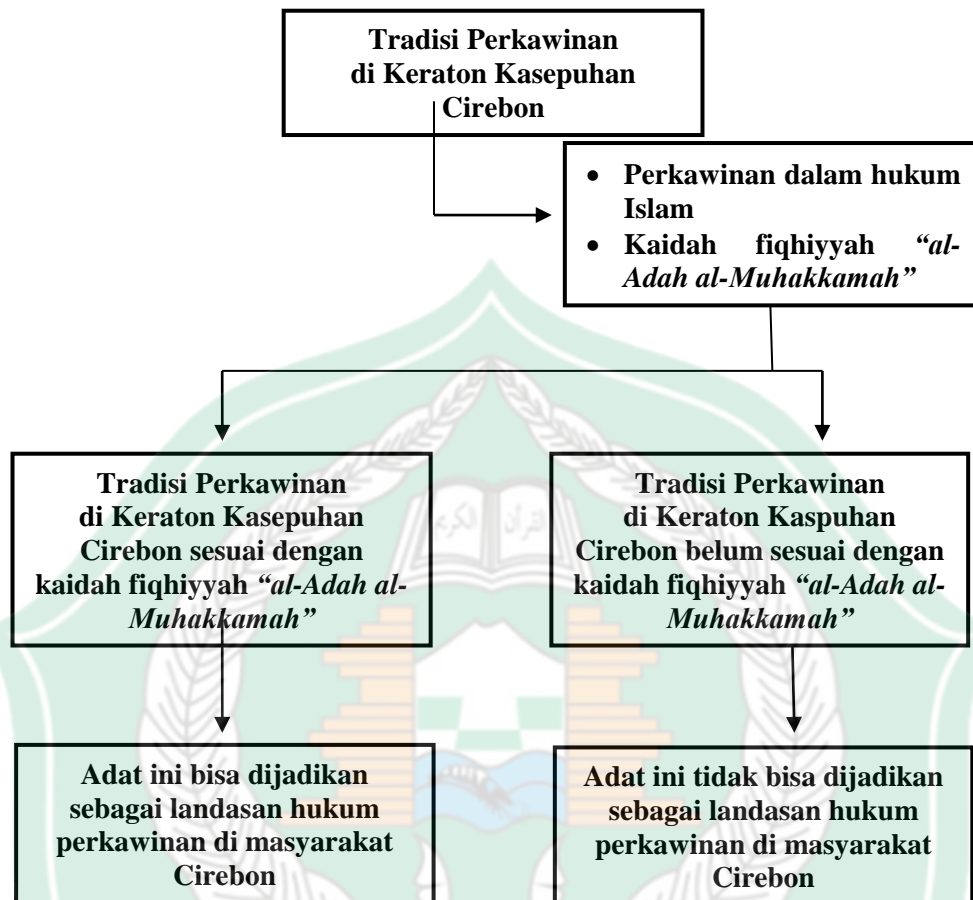 Tradisi Perkawinan
di Keraton Kasepuhan
Cirebon
• Perkawinan dalam hukum
Islam
• Kaidah fiqhiyyah “al-
Adah al-Muhakkamah”
Tradisi Perkawinan
di Keraton Kasepuhan
Cirebon sesuai dengan
kaidah fiqhiyyah “al-Adah al-
Muhakkamah”
Tradisi Perkawinan
di Keraton Kaspuhan
Cirebon belum sesuai dengan
kaidah fiqhiyyah “al-Adah al-
Muhakkamah”
القرآن الكريم
Adat ini bisa dijadikan
sebagai landasan hukum
perkawinan di masyarakat
Cirebon
Adat ini tidak bisa dijadikan
sebagai landasan hukum
perkawinan di masyarakat
Cirebon